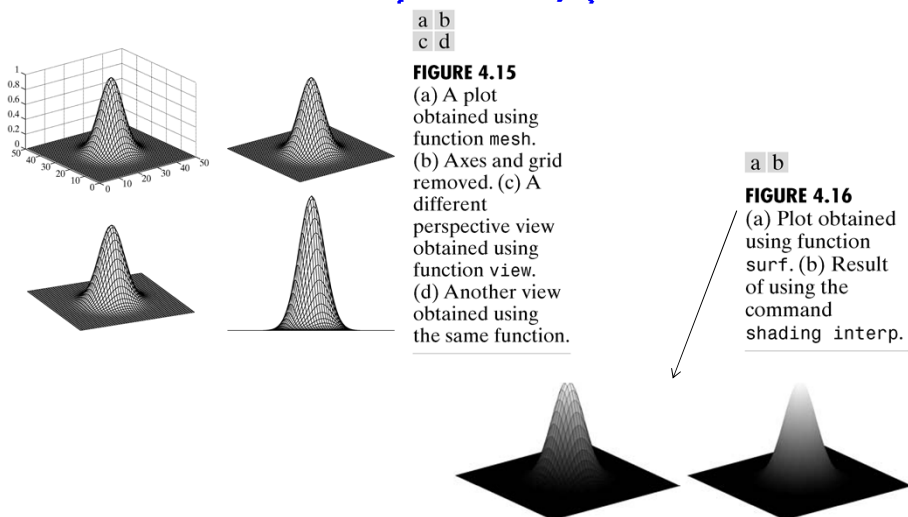 a b
c d
FIGURE 4.15
(a) A plot
obtained using
function mesh.
(b) Axes and grid
removed. (c) A
different
perspective view
obtained using
function view.
(d) Another view
obtained using
the same function.
1
0.8
0.6
0.4
0.2
0
50
40
30
20
10
0
0
10
20
30
40
50
a b
FIGURE 4.16
(a) Plot obtained
using function
surf. (b) Result
of using the
command
shading interp.